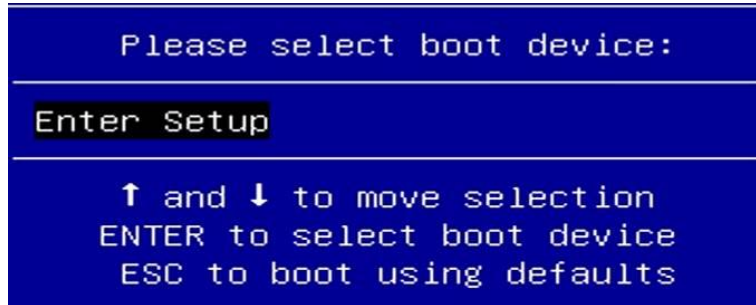 Please select boot device:
Enter Setup
↑ and ↓ to move selection
ENTER to select boot device
ESC to boot using defaults